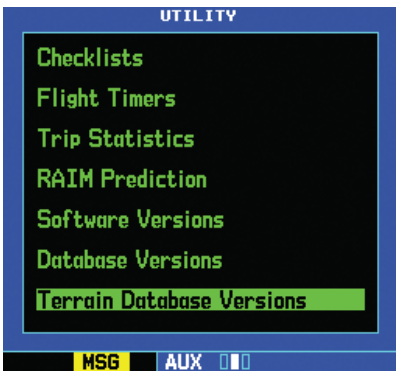 UTILITY
Checklists
Flight Timers
Trip Statistics
RAIM Prediction
Software Versions
Database Versions
Terrain Database Versions
MSG AUX